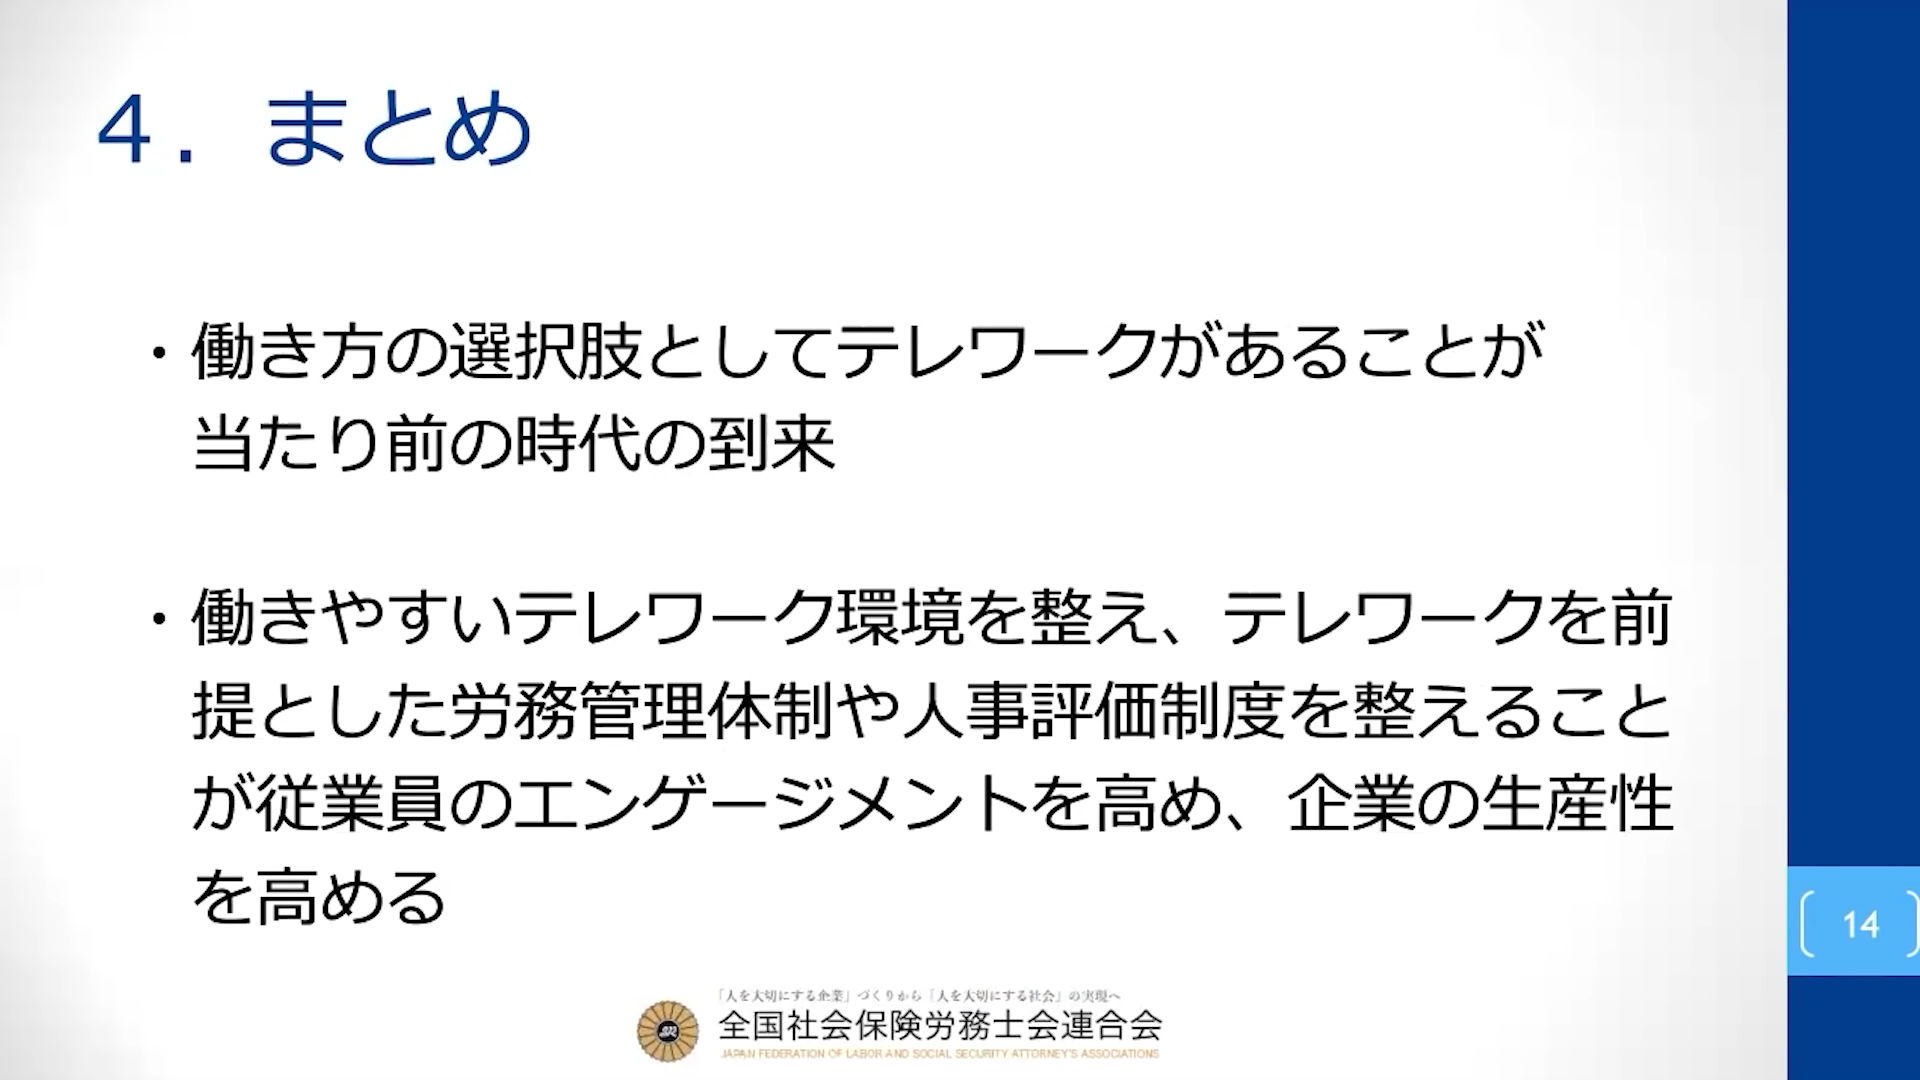 ４．まとめ
・働き方の選択肢としてテレワークがあることが
当たり前の時代の到来
・働きやすいテレワーク環境を整え、テレワークを前
提とした労務管理体制や人事評価制度を整えること
が従業員のエンゲージメントを高め、企業の生産性
を高める
14
「人を大切にする企業」づくりから「人を大切にする社会」の実現へ
全国社会保険労務士会連合会
JAPAN FEDERATION OF LABOR AND SOCIAL SECURITY ATTORNEY'S ASSOCIATIONS